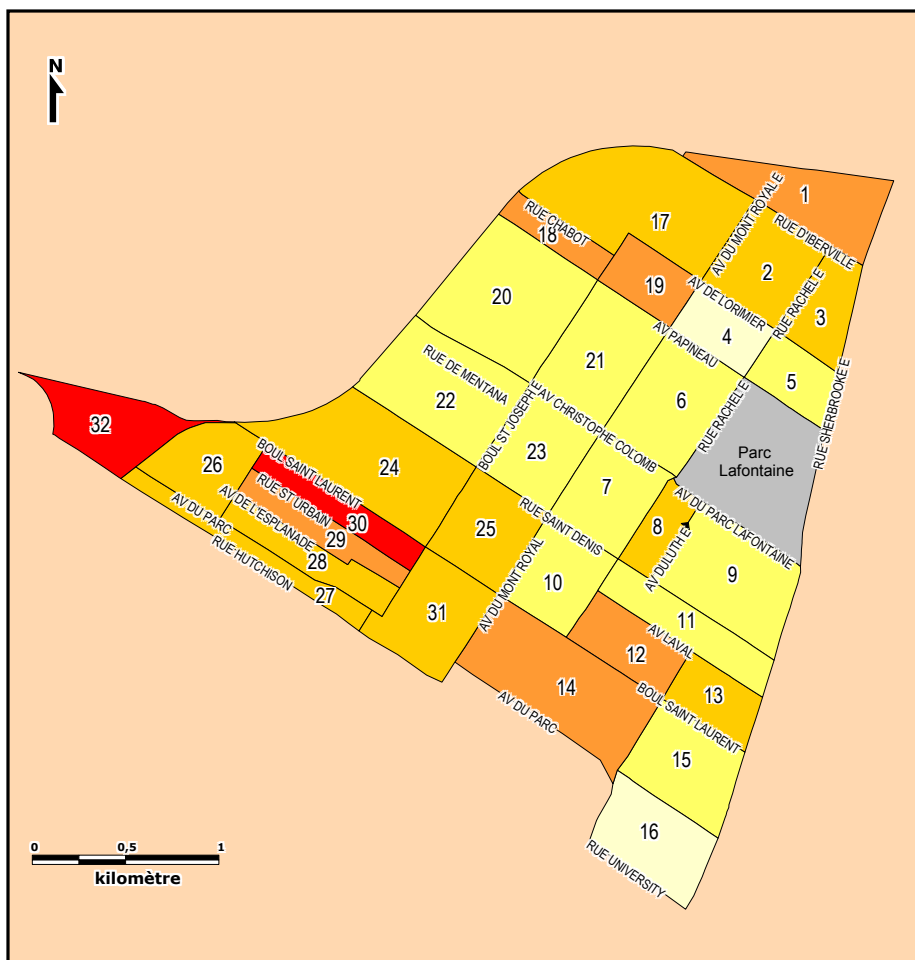 N
1
AV DU MONT ROYAL E
RUE D'IBERVILLE
17
RUE CHABOT
18
2
RUE RACHEL E
3
19
AV DE LORIMIER
4
AV PAPINEAU
20
21
5
RUE SHERBROOKE E
RUE DE MENTANA
22
BOUL ST JOSEPH E
AV CHRISTOPHE COLOMB
6
RUE RACHEL E
Parc
Lafontaine
32
26
BOUL SAINT LAURENT
24
23
7
RUE ST URBAIN
30
AV DE L'ESPLANADE
29
AV DU PARC
28
RUE HUTCHISON
27
25
RUE SAINT DENIS
8
AV DU PARC LAFONTAINE
AV DULUTH E
9
31
AV DU MONT ROYAL
10
11
AV LAVAL
12
14
AV DU PARC
BOUL SAINT LAURENT
13
15
16
RUE UNIVERSITY
0 0,5 1
kilomètre